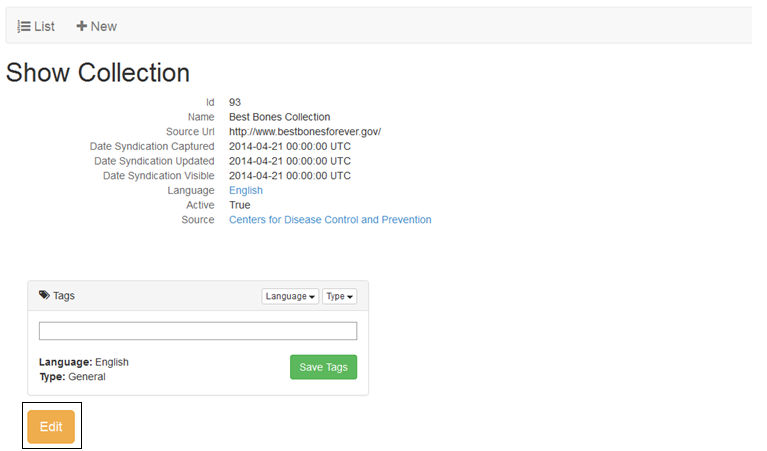 List New
Show Collection
Id 93
Name Best Bones Collection
Source Url http://www.bestbonesforever.gov/
Date Syndication Captured 2014-04-21 00:00:00 UTC
Date Syndication Updated 2014-04-21 00:00:00 UTC
Date Syndication Visible 2014-04-21 00:00:00 UTC
Language English
Active True
Source Centers for Disease Control and Prevention
Tags Language Type
Language: English
Type: General
Save Tags
Edit